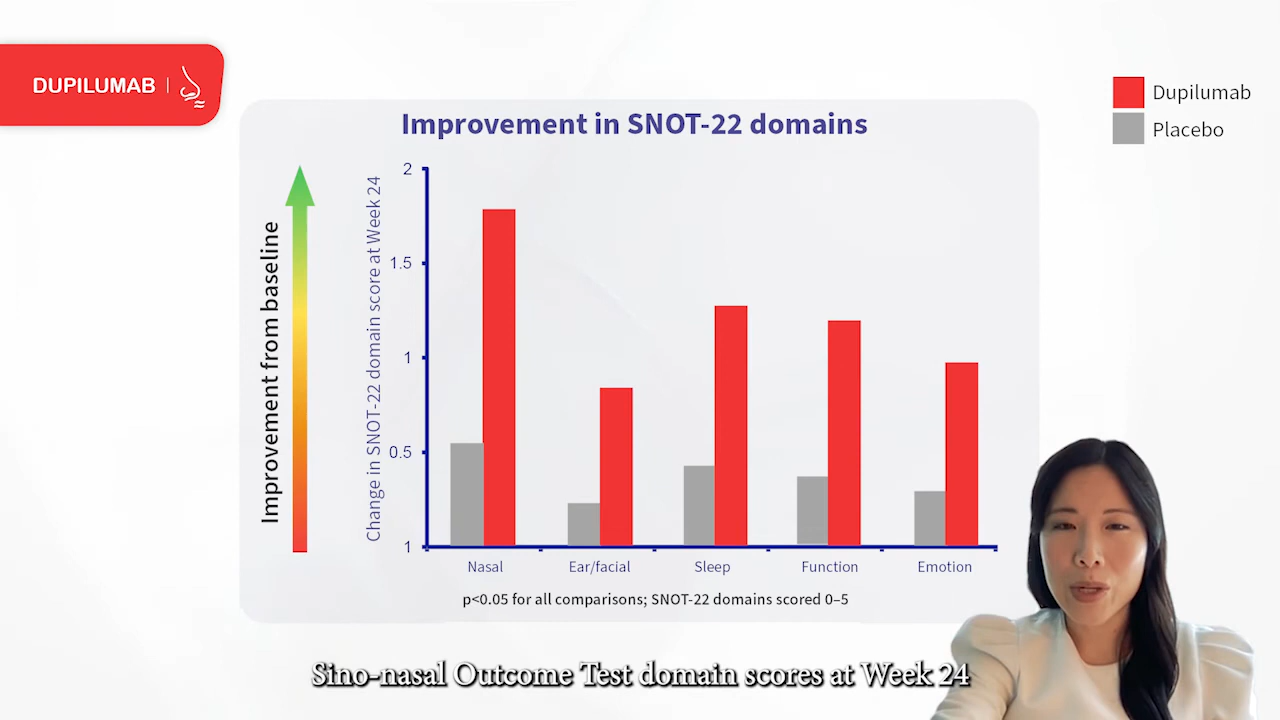 DUPILUMAB
Dupilumab
Placebo
Improvement in SNOT-22 domains
Improvement from baseline
Change in SNOT-22 domain score at Week 24
2
1.5
1
0.5
1
Nasal Ear/facial Sleep Function Emotion
p<0.05 for all comparisons; SNOT-22 domains scored 0–5
Sino-nasal Outcome Test domain scores at Week 24